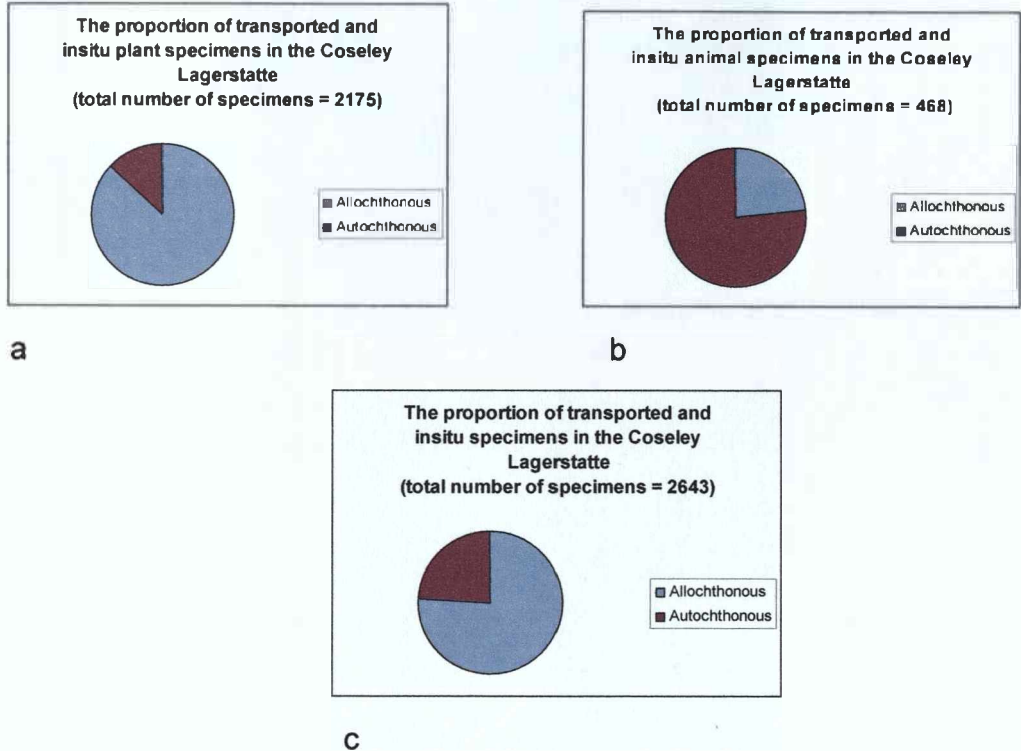 The proportion of transported and
insitu plant specimens in the Coseley
Lagerstatte
(total number of specimens = 2175)
Allochthonous
Autochthonous
a
The proportion of transported and
insitu animal specimens in the Coseley
Lagerstatte
(total number of specimens = 468)
Allochthonous
Autochthonous
b
The proportion of transported and
insitu specimens in the Coseley
Lagerstatte
(total number of specimens = 2643)
Allochthonous
Autochthonous
c